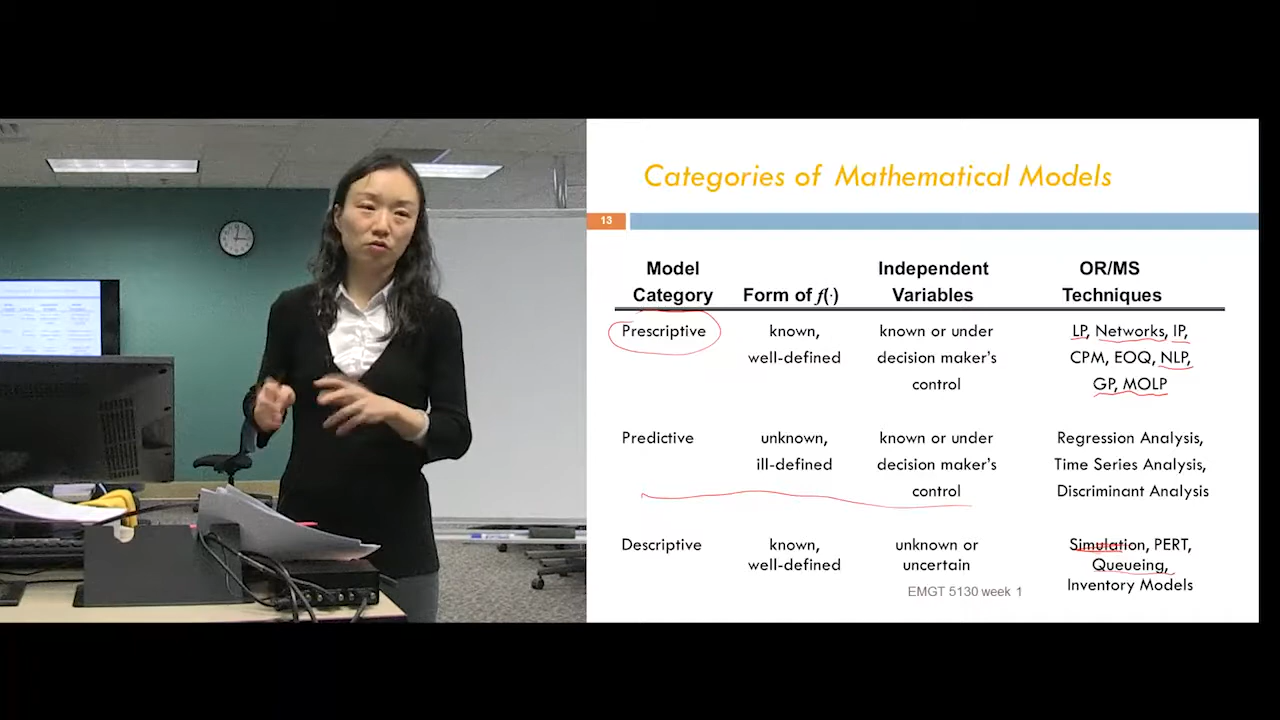 Categories of Mathematical Models
13
Model Independent OR/MS
Category Form of f(·) Variables Techniques
Prescriptive known, known or under LP, Networks, IP,
well-defined decision maker's CPM, EOQ, NLP,
control GP, MOLP
Predictive unknown, known or under Regression Analysis,
ill-defined decision maker's Time Series Analysis,
control Discriminant Analysis
Descriptive known, unknown or Simulation, PERT,
well-defined uncertain Queueing,
Inventory Models
EMGT 5130 week 1